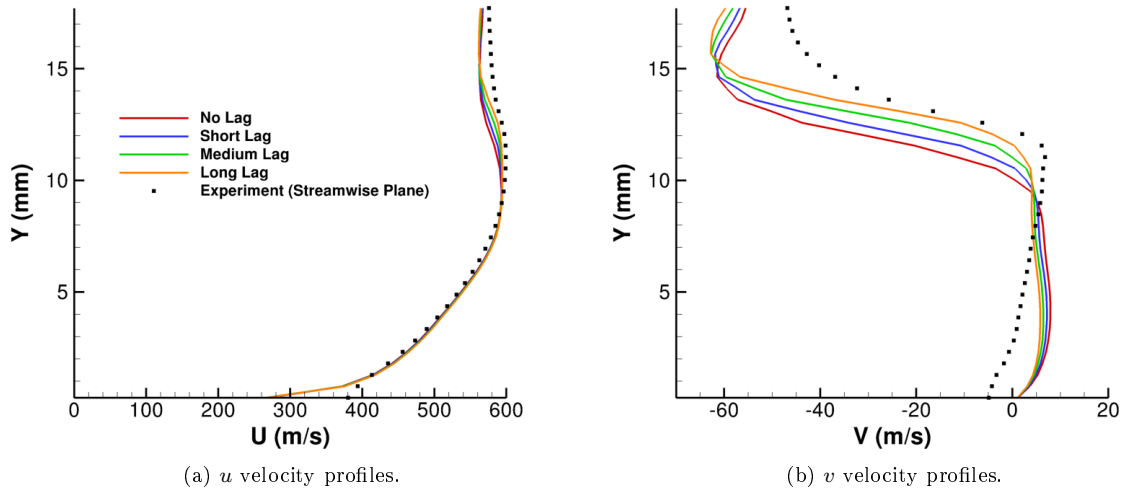 15
10
5
Y (mm)
No Lag
Short Lag
Medium Lag
Long Lag
Experiment (Streamwise Plane)
0 100 200 300 400 500 600
U (m/s)
(a) u velocity profiles.
15
10
5
Y (mm)
-60 -40 -20 0 20
V (m/s)
(b) v velocity profiles.